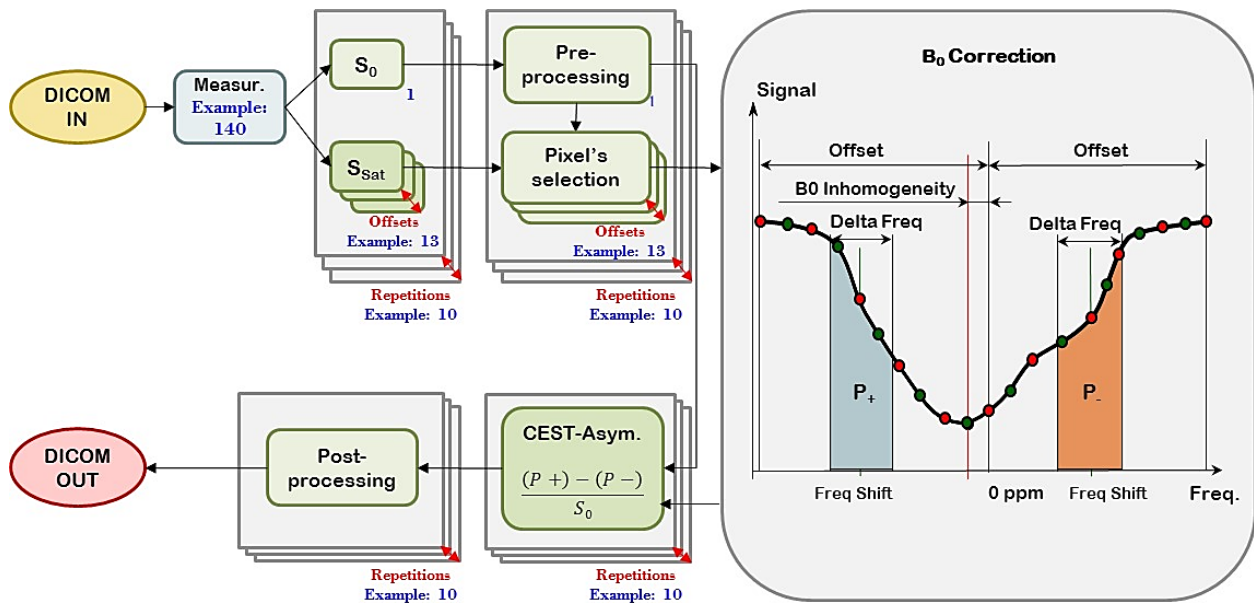 DICOM
IN
Measur.
Example:
140
S₀
1
S_Sat
Offsets
Example: 13
Repetitions
Example: 10
Pre-
processing
1
Pixel's
selection
Offsets
Example: 13
Repetitions
Example: 10
B₀ Correction
Signal
Offset
Offset
B0 Inhomogeneity
Delta Freq
Delta Freq
P₊
P₋
Freq Shift
0 ppm
Freq Shift
Freq.
DICOM
OUT
Post-
processing
Repetitions
Example: 10
CEST-Asym.
(P +) − (P −)
S₀
Repetitions
Example: 10